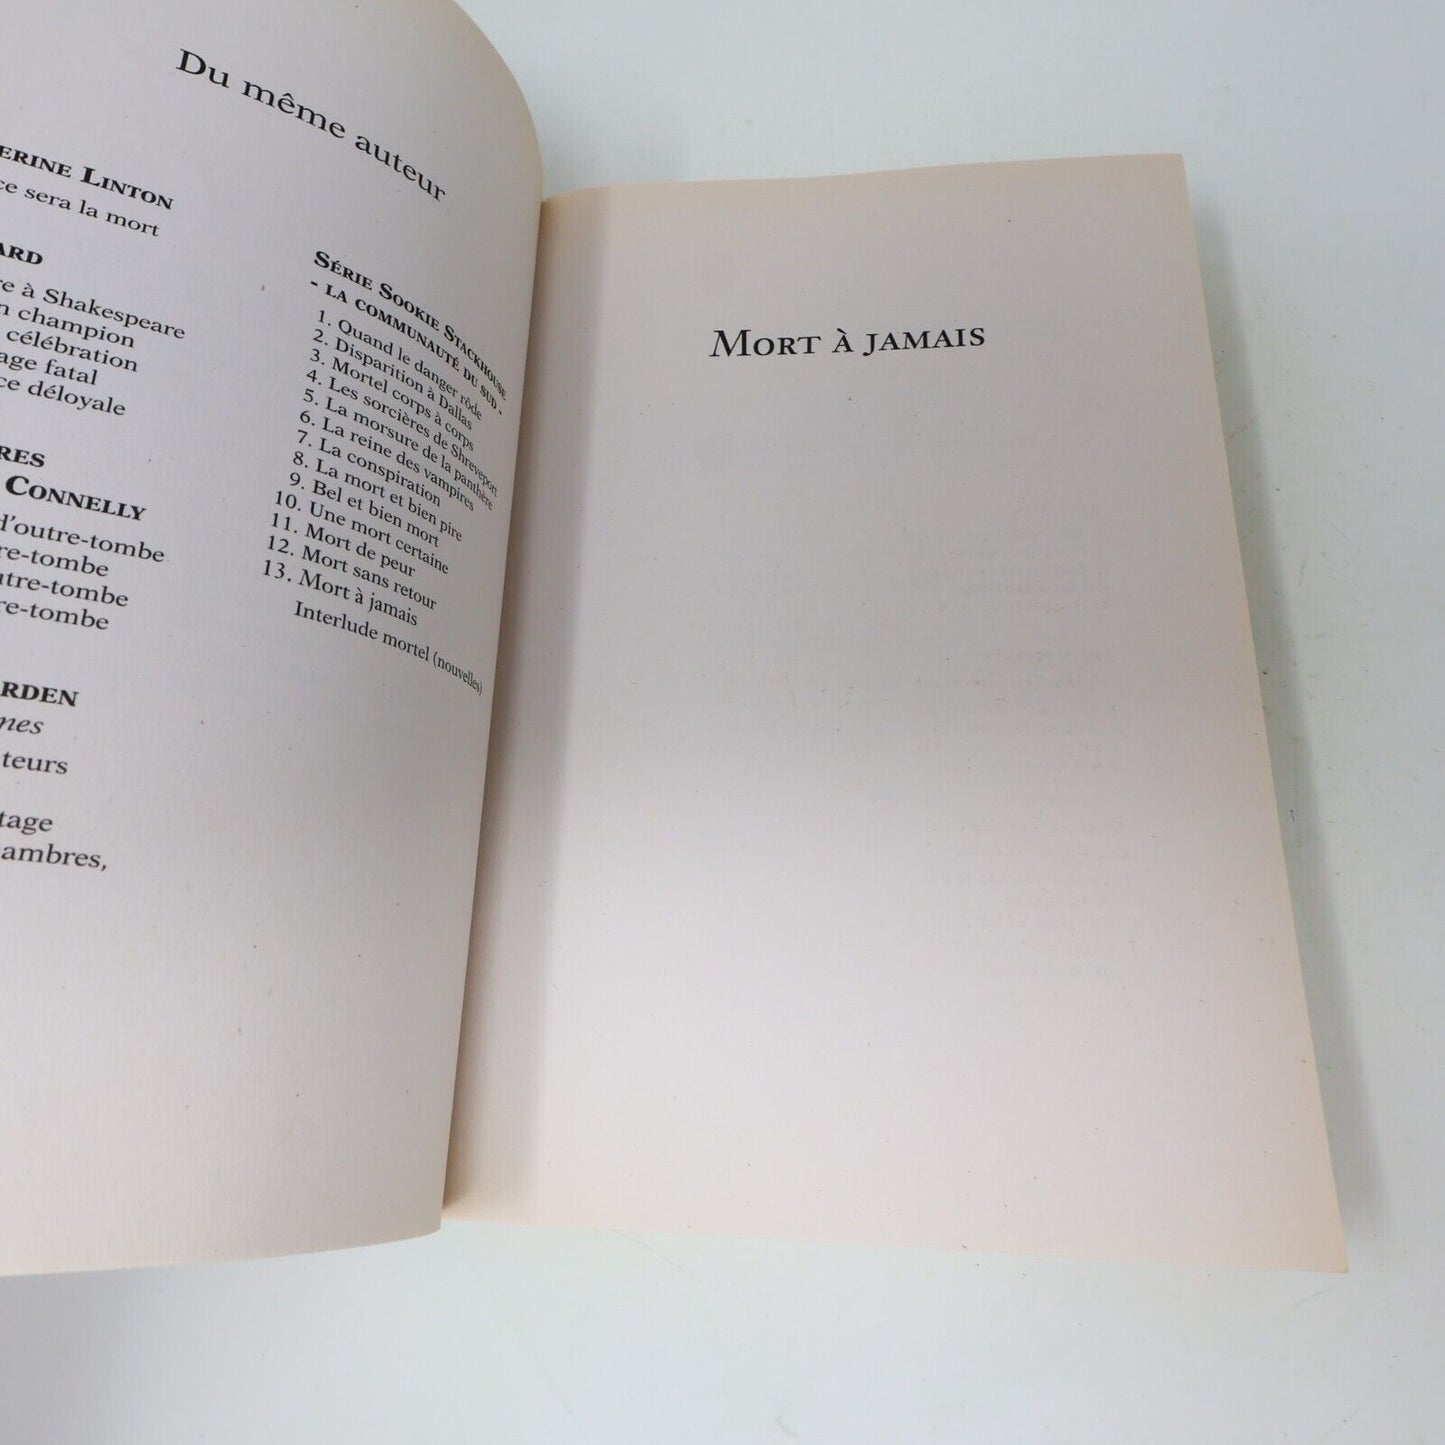 Du même auteur
ERINE LINTON
ce sera la mort
ARD
re à Shakespeare
n champion
célébration
age fatal
ce déloyale
RES
CONNELLY
d'outre-tombe
re-tombe
utre-tombe
re-tombe
RDEN
mes
teurs
tage
ambres,
SÉRIE SOOKIE STACKHOUSE
- LA COMMUNAUTÉ DU SUD -
1. Quand le danger rôde
2. Disparition à Dallas
3. Mortel corps à corps
4. Les sorcières de Shreveport
5. La morsure de la panthère
6. La reine des vampires
7. La conspiration
8. La mort et bien pire
9. Bel et bien mort
10. Une mort certaine
11. Mort de peur
12. Mort sans retour
13. Mort à jamais
Interlude mortel (nouvelles)
MORT À JAMAIS